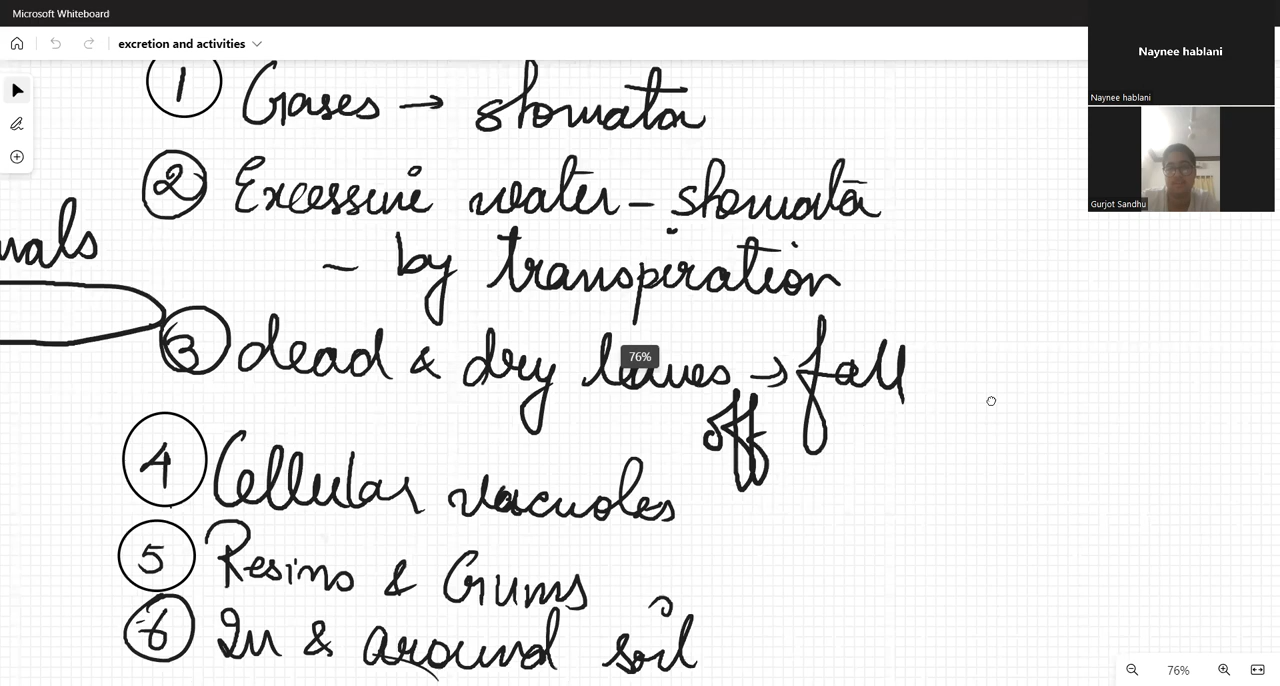 Microsoft Whiteboard
excretion and activities
Naynee hablani
Naynee hablani
Gurjot Sandhu
① Gases → stomata
② Excessive water - stomata
- by transpiration
③ dead & dry leaves → fall
off
④ Cellular vacuoles
⑤ Resins & Gums
⑥ In & around soil
76%
76%